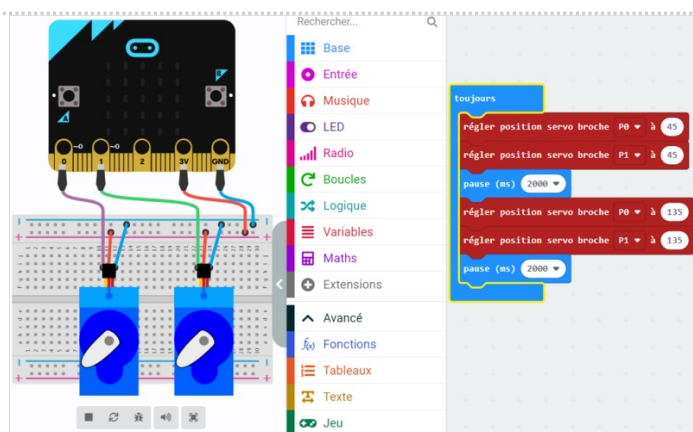 Rechercher...
B
A
0
1
2
3V
GND
Base
Entrée
Musique
LED
Radio
Boucles
Logique
Variables
Maths
Extensions
Avancé
f(x) Fonctions
Tableaux
Texte
Jeu
toujours
régler position servo broche P0 à 45
régler position servo broche P1 à 45
pause (ms) 2000
régler position servo broche P0 à 135
régler position servo broche P1 à 135
pause (ms) 2000